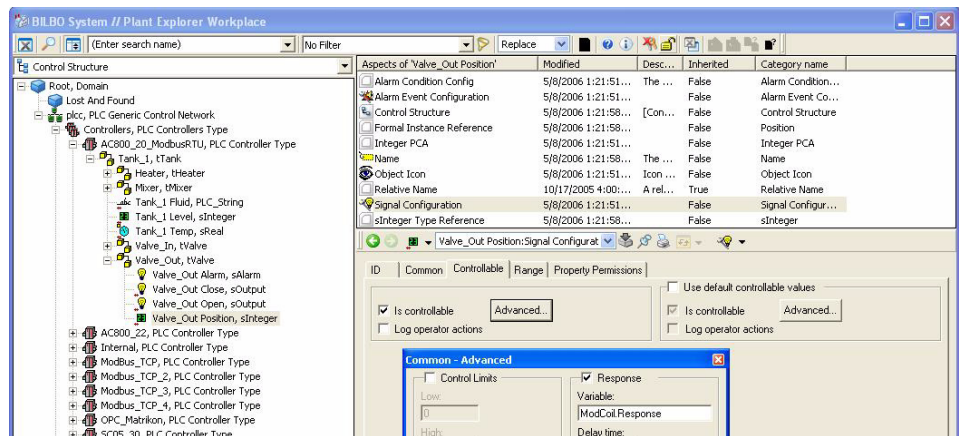 BILBO System // Plant Explorer Workplace
(Enter search name) No Filter Replace
Control Structure
Root, Domain
Lost And Found
plcc, PLC Generic Control Network
Controllers, PLC Controllers Type
AC800_20_ModbusRTU, PLC Controller Type
Tank_1, tTank
Heater, tHeater
Mixer, tMixer
abc Tank_1 Fluid, PLC_String
Tank_1 Level, sInteger
Tank_1 Temp, sReal
Valve_In, tValve
Valve_Out, tValve
Valve_Out Alarm, sAlarm
Valve_Out Close, sOutput
Valve_Out Open, sOutput
Valve_Out Position, sInteger
AC800_22, PLC Controller Type
Internal, PLC Controller Type
ModBus_TCP, PLC Controller Type
Modbus_TCP_2, PLC Controller Type
Modbus_TCP_3, PLC Controller Type
Modbus_TCP_4, PLC Controller Type
OPC_Matrikon, PLC Controller Type
SC05_30, PLC Controller Type
Aspects of 'Valve_Out Position' Modified Desc... Inherited Category name
Alarm Condition Config 5/8/2006 1:21:51... The ... False Alarm Condition...
Alarm Event Configuration 5/8/2006 1:21:51... False Alarm Event Co...
Control Structure 5/8/2006 1:21:58... [Con... False Control Structure
Formal Instance Reference 5/8/2006 1:21:58... False Position
Integer PCA 5/8/2006 1:21:51... False Integer PCA
Name 5/8/2006 1:21:58... The ... False Name
Object Icon 5/8/2006 1:21:51... Icon ... False Object Icon
Relative Name 10/17/2005 4:00:... A rel... True Relative Name
Signal Configuration 5/8/2006 1:21:51... False Signal Configur...
sInteger Type Reference 5/8/2006 1:21:58... False sInteger
Valve_Out Position:Signal Configurat
ID Common Controllable Range Property Permissions
Use default controllable values
Is controllable Advanced... Is controllable Advanced...
Log operator actions Log operator actions
Common - Advanced
Control Limits Response
Low: Variable:
0 ModCoil.Response
High: Delay time: